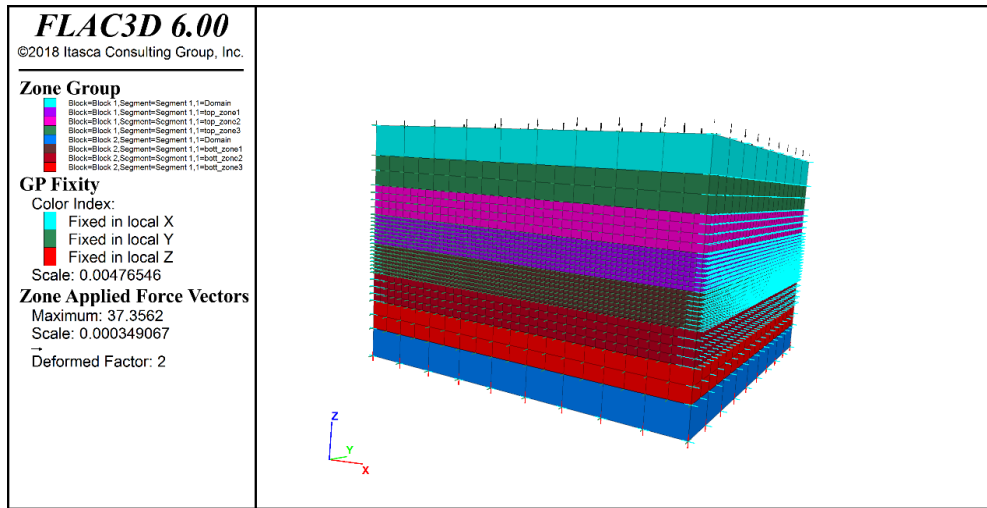 FLAC3D 6.00
©2018 Itasca Consulting Group, Inc.
Zone Group
Block=Block 1,Segment=Segment 1,1=Domain
Block=Block 1,Segment=Segment 1,1=top_zone1
Block=Block 1,Segment=Segment 1,1=top_zone2
Block=Block 1,Segment=Segment 1,1=top_zone3
Block=Block 2,Segment=Segment 1,1=Domain
Block=Block 2,Segment=Segment 1,1=bott_zone1
Block=Block 2,Segment=Segment 1,1=bott_zone2
Block=Block 2,Segment=Segment 1,1=bott_zone3
GP Fixity
Color Index:
Fixed in local X
Fixed in local Y
Fixed in local Z
Scale: 0.00476546
Zone Applied Force Vectors
Maximum: 37.3562
Scale: 0.000349067
Deformed Factor: 2
Z
Y
X